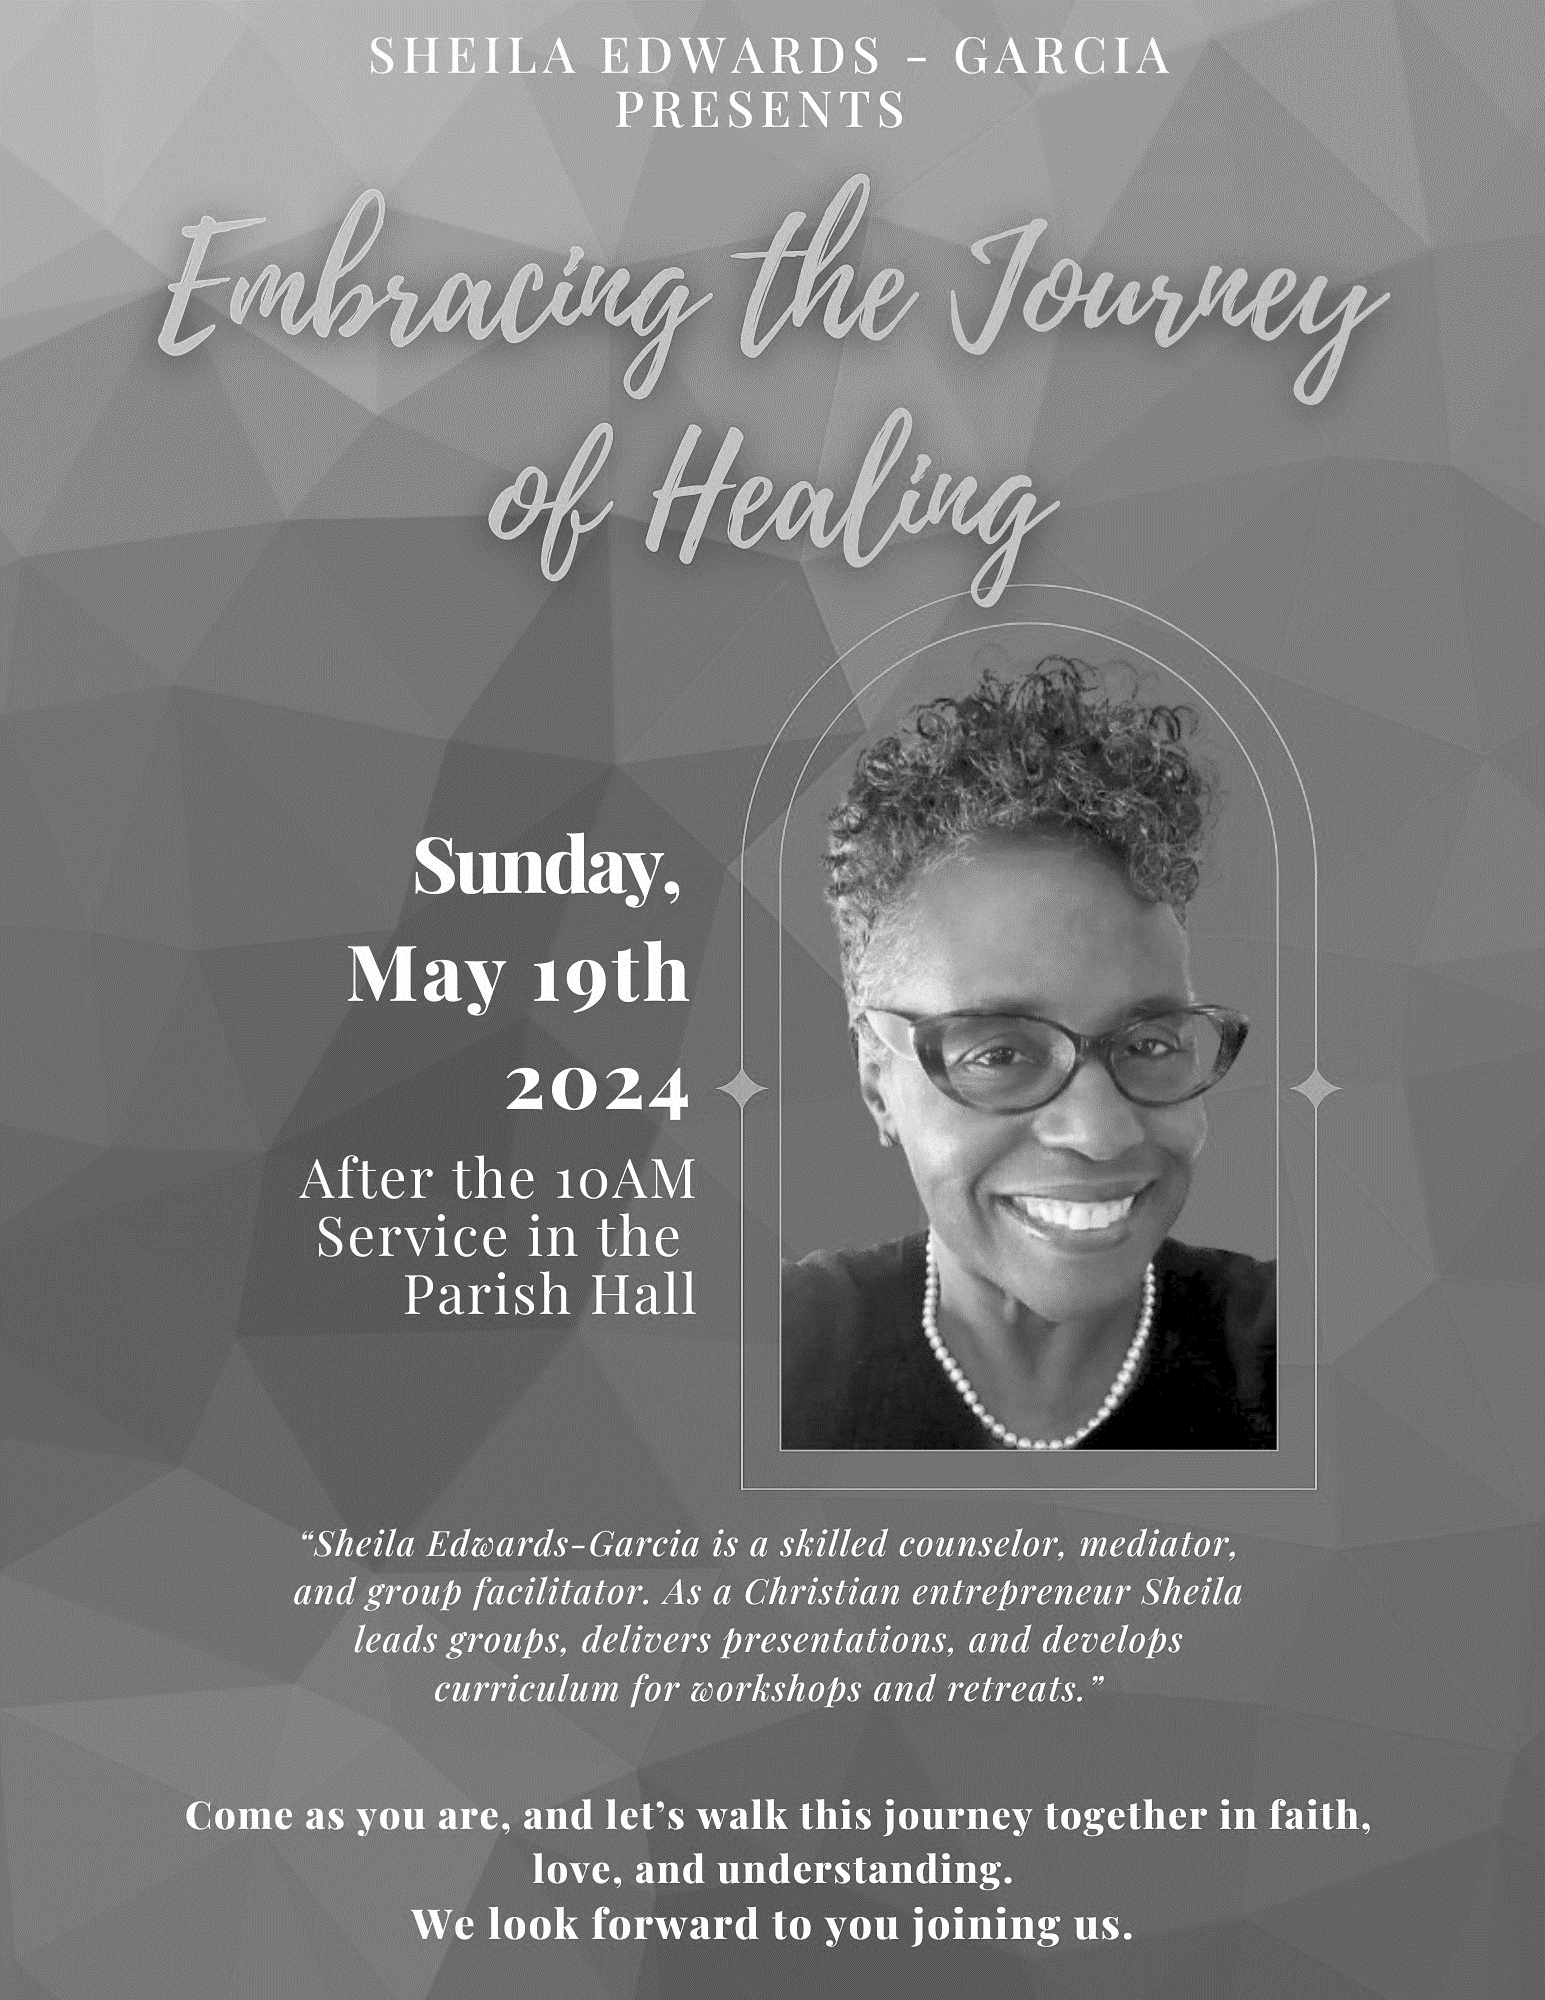 SHEILA EDWARDS - GARCIA
PRESENTS
Embracing the Journey
of Healing
Sunday,
May 19th
2024
After the 10AM
Service in the
Parish Hall
“Sheila Edwards-Garcia is a skilled counselor, mediator,
and group facilitator. As a Christian entrepreneur Sheila
leads groups, delivers presentations, and develops
curriculum for workshops and retreats.”
Come as you are, and let’s walk this journey together in faith,
love, and understanding.
We look forward to you joining us.